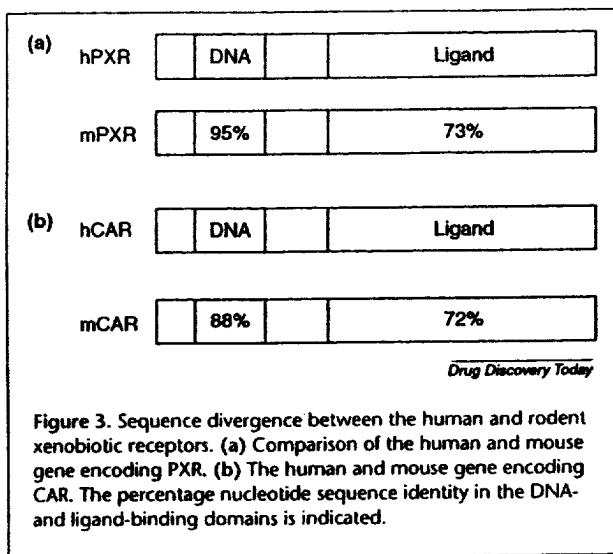 (a) hPXR DNA Ligand
mPXR 95% 73%
(b) hCAR DNA Ligand
mCAR 88% 72%
Drug Discovery Today
Figure 3. Sequence divergence between the human and rodent
xenobiotic receptors. (a) Comparison of the human and mouse
gene encoding PXR. (b) The human and mouse gene encoding
CAR. The percentage nucleotide sequence identity in the DNA-
and ligand-binding domains is indicated.